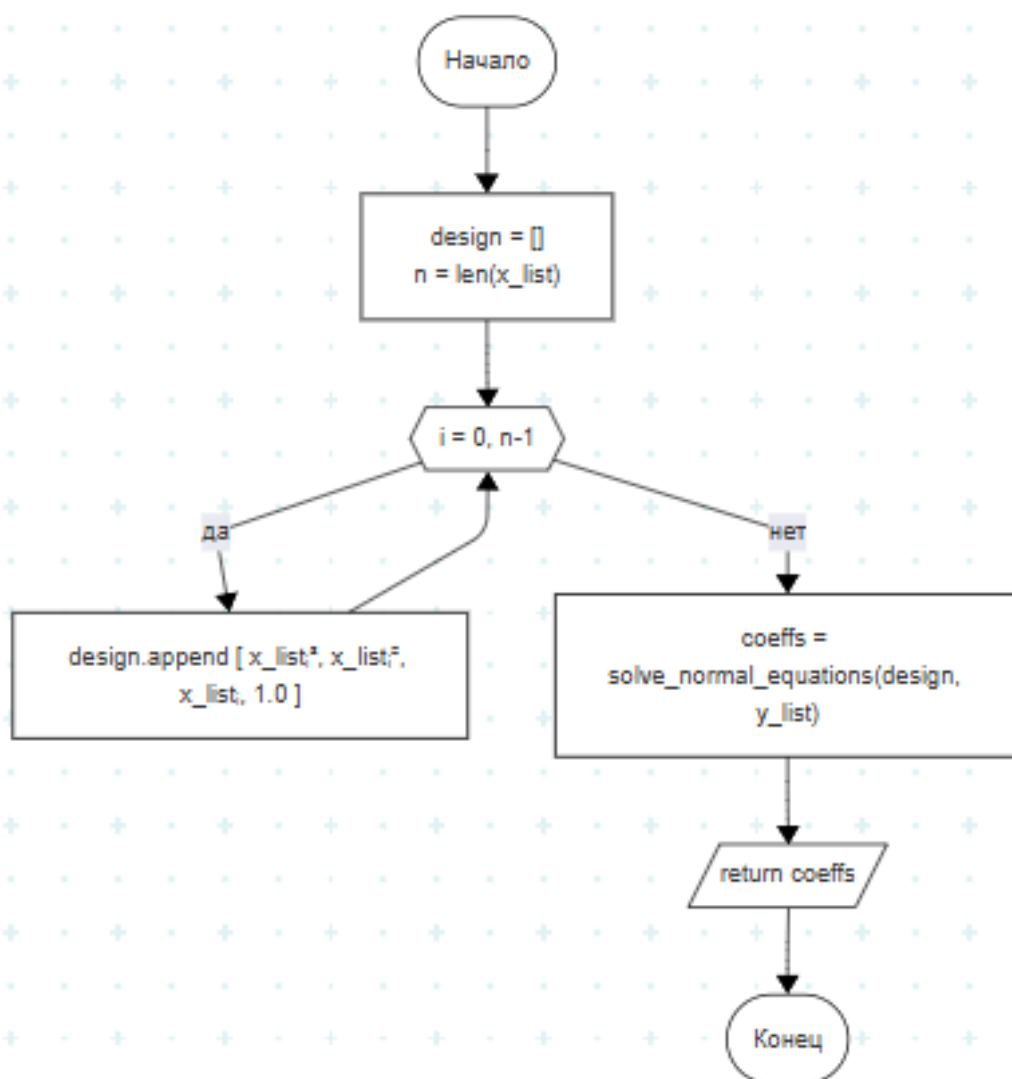 Начало
design = []
n = len(x_list)
i = 0, n-1
да
нет
design.append [ x_listᵢ³, x_listᵢ²,
x_listᵢ, 1.0 ]
coeffs =
solve_normal_equations(design,
y_list)
return coeffs
Конец